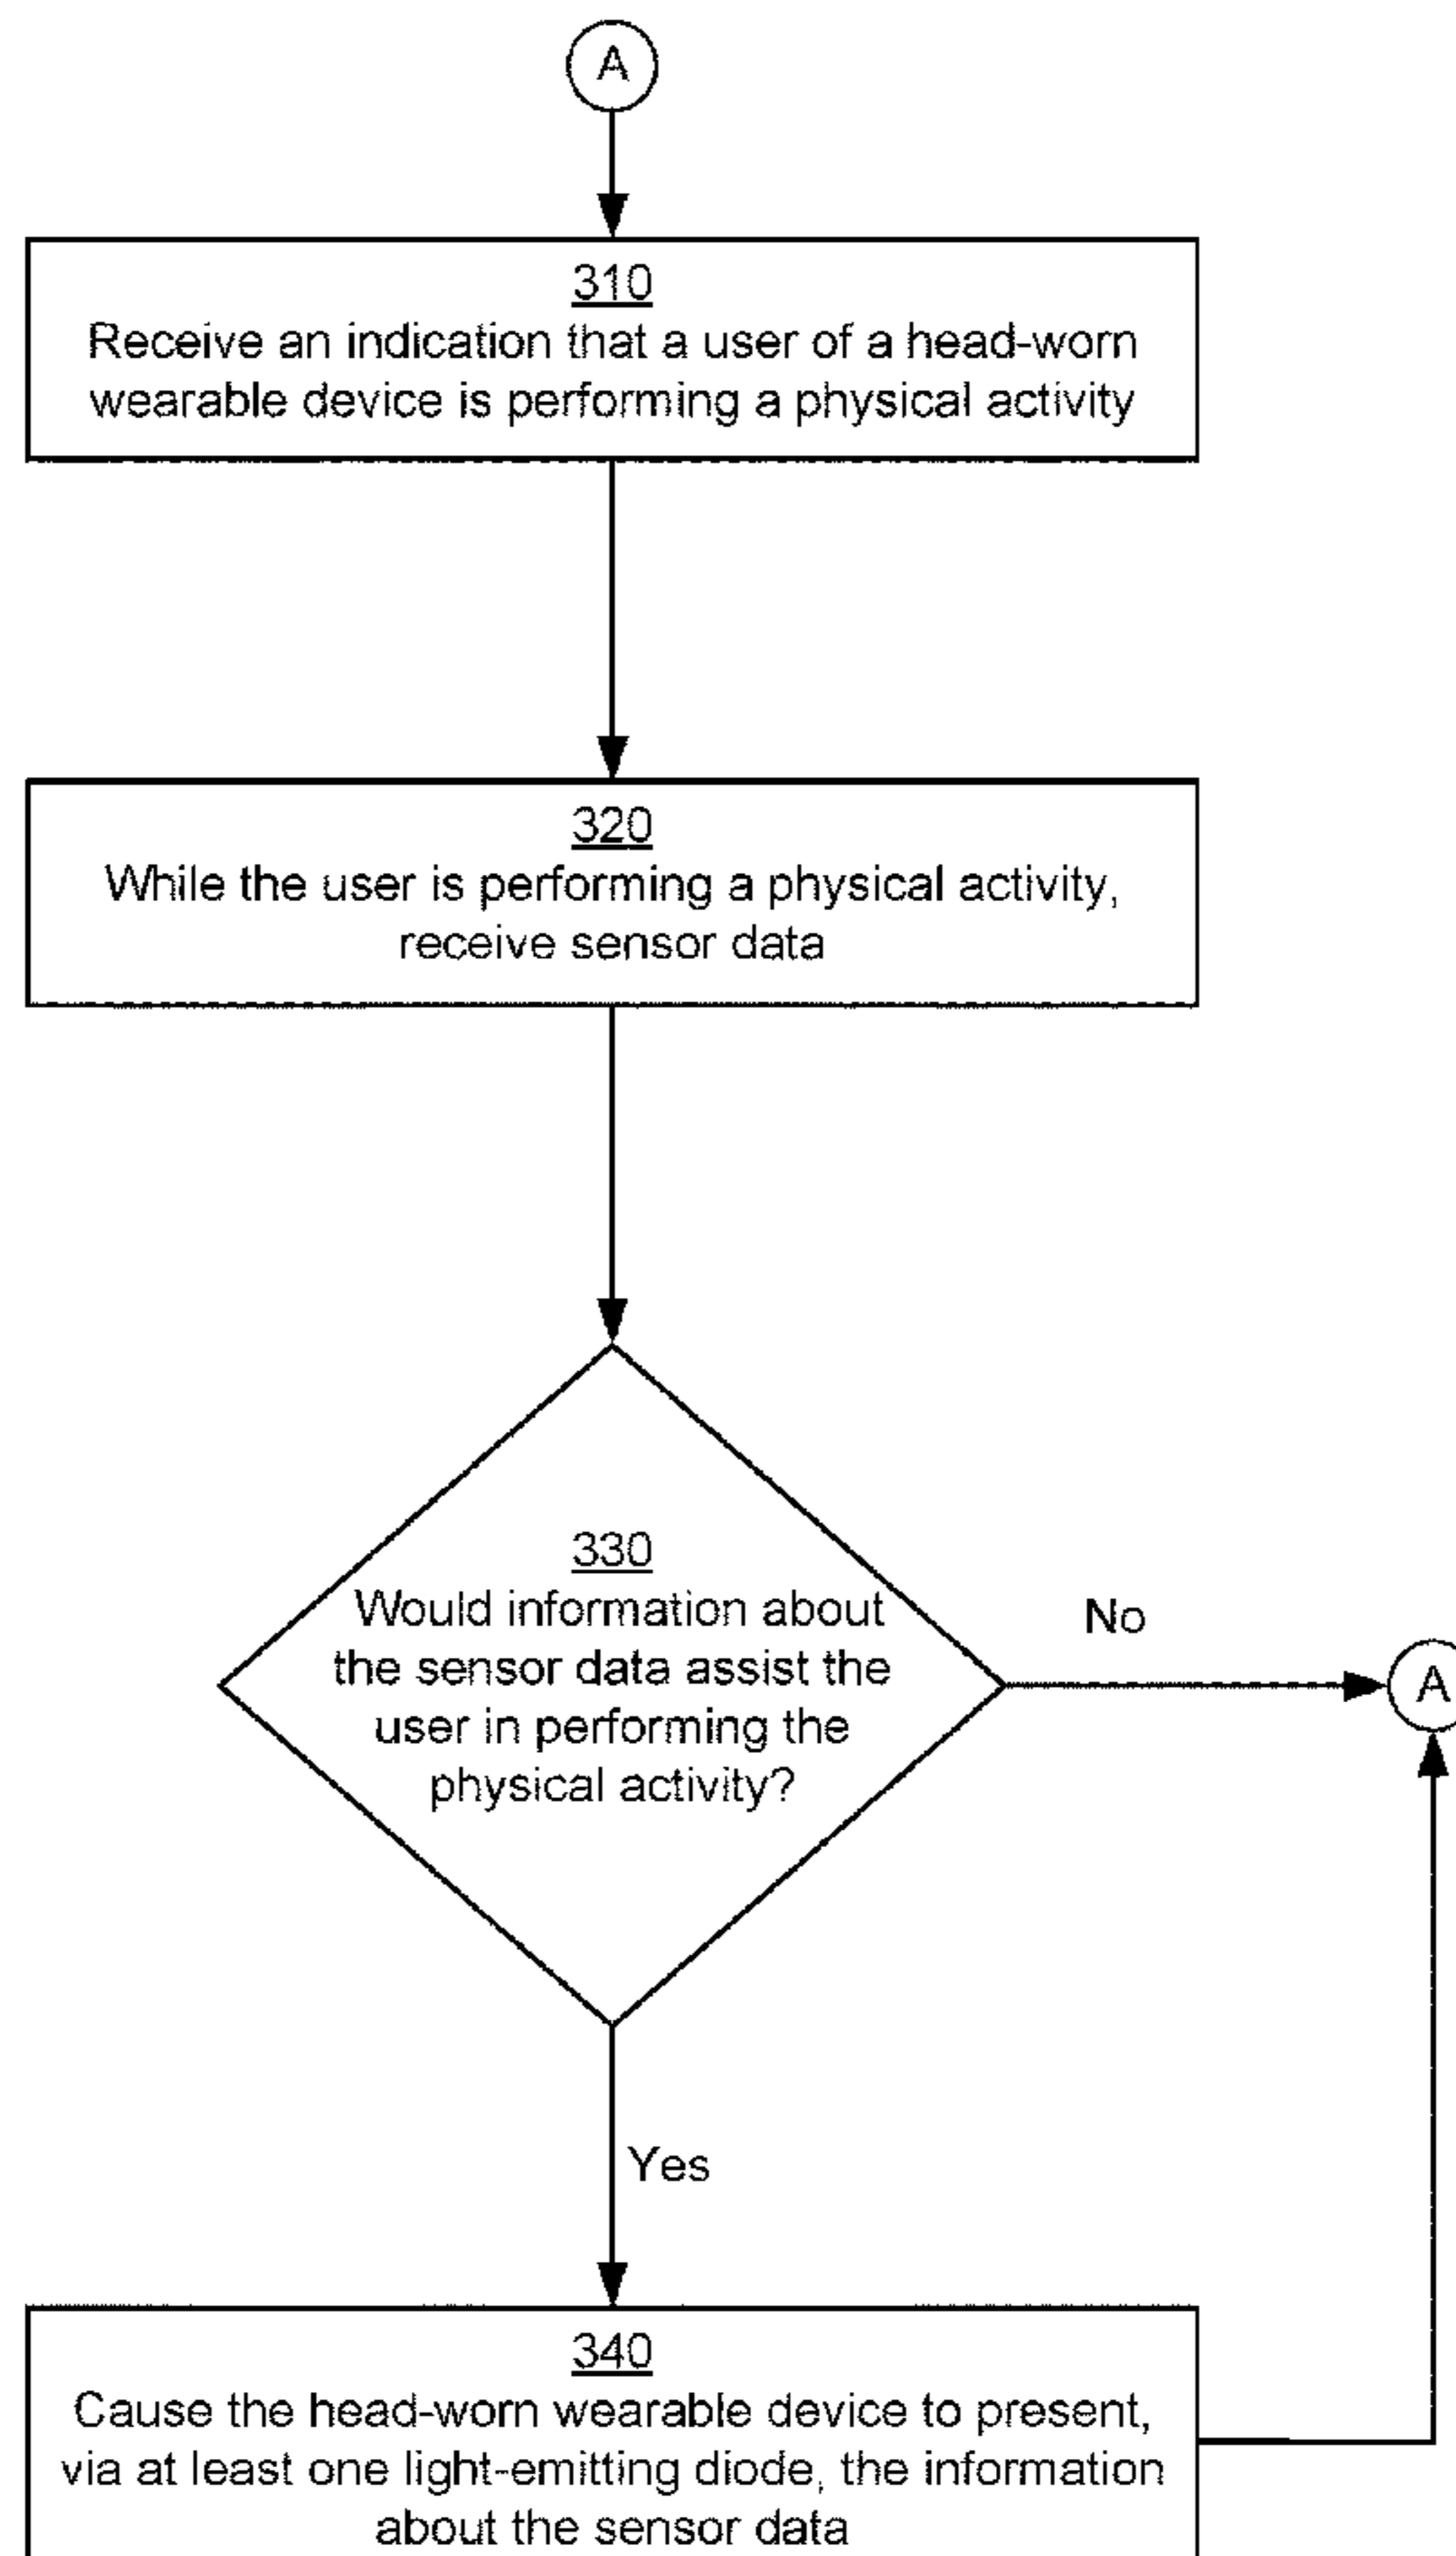 A
310
Receive an indication that a user of a head-worn
wearable device is performing a physical activity
320
While the user is performing a physical activity,
receive sensor data
330
Would information about
the sensor data assist the
user in performing the
physical activity?
No
A
Yes
340
Cause the head-worn wearable device to present,
via at least one light-emitting diode, the information
about the sensor data